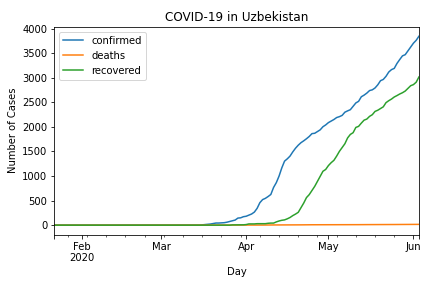 COVID-19 in Uzbekistan
confirmed
deaths
recovered
Number of Cases
4000
3500
3000
2500
2000
1500
1000
500
0
Feb
2020
Mar
Apr
May
Jun
Day